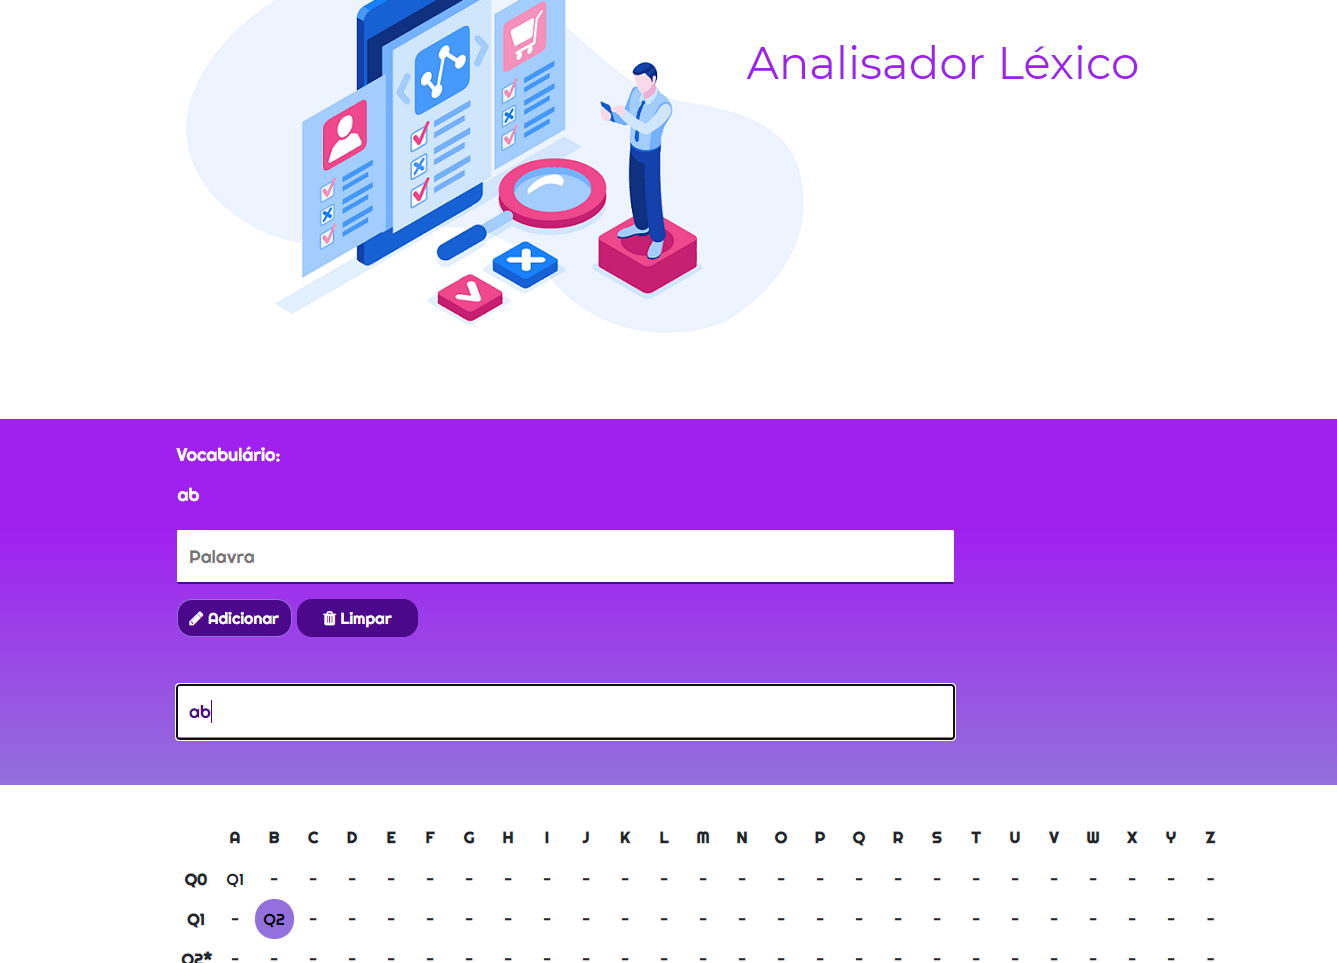 Analisador Léxico
Vocabulário:
ab
Palavra
Adicionar Limpar
ab
A B C D E F G H I J K L M N O P Q R S T U V W X Y Z
Q0 Q1 - - - - - - - - - - - - - - - - - - - - - - - - -
Q1 - Q2 - - - - - - - - - - - - - - - - - - - - - - - -
Q2* - - - - - - - - - - - - - - - - - - - - - - - - - -